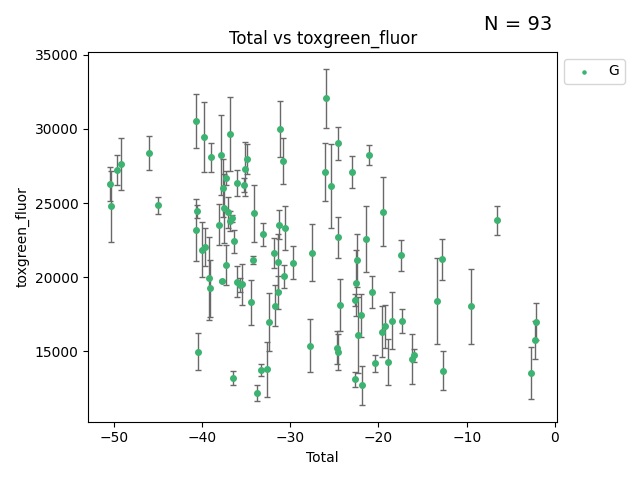 N = 93
Total vs toxgreen_fluor
35000
30000
25000
20000
15000
toxgreen_fluor
−50
−40
−30
−20
−10
0
Total
G